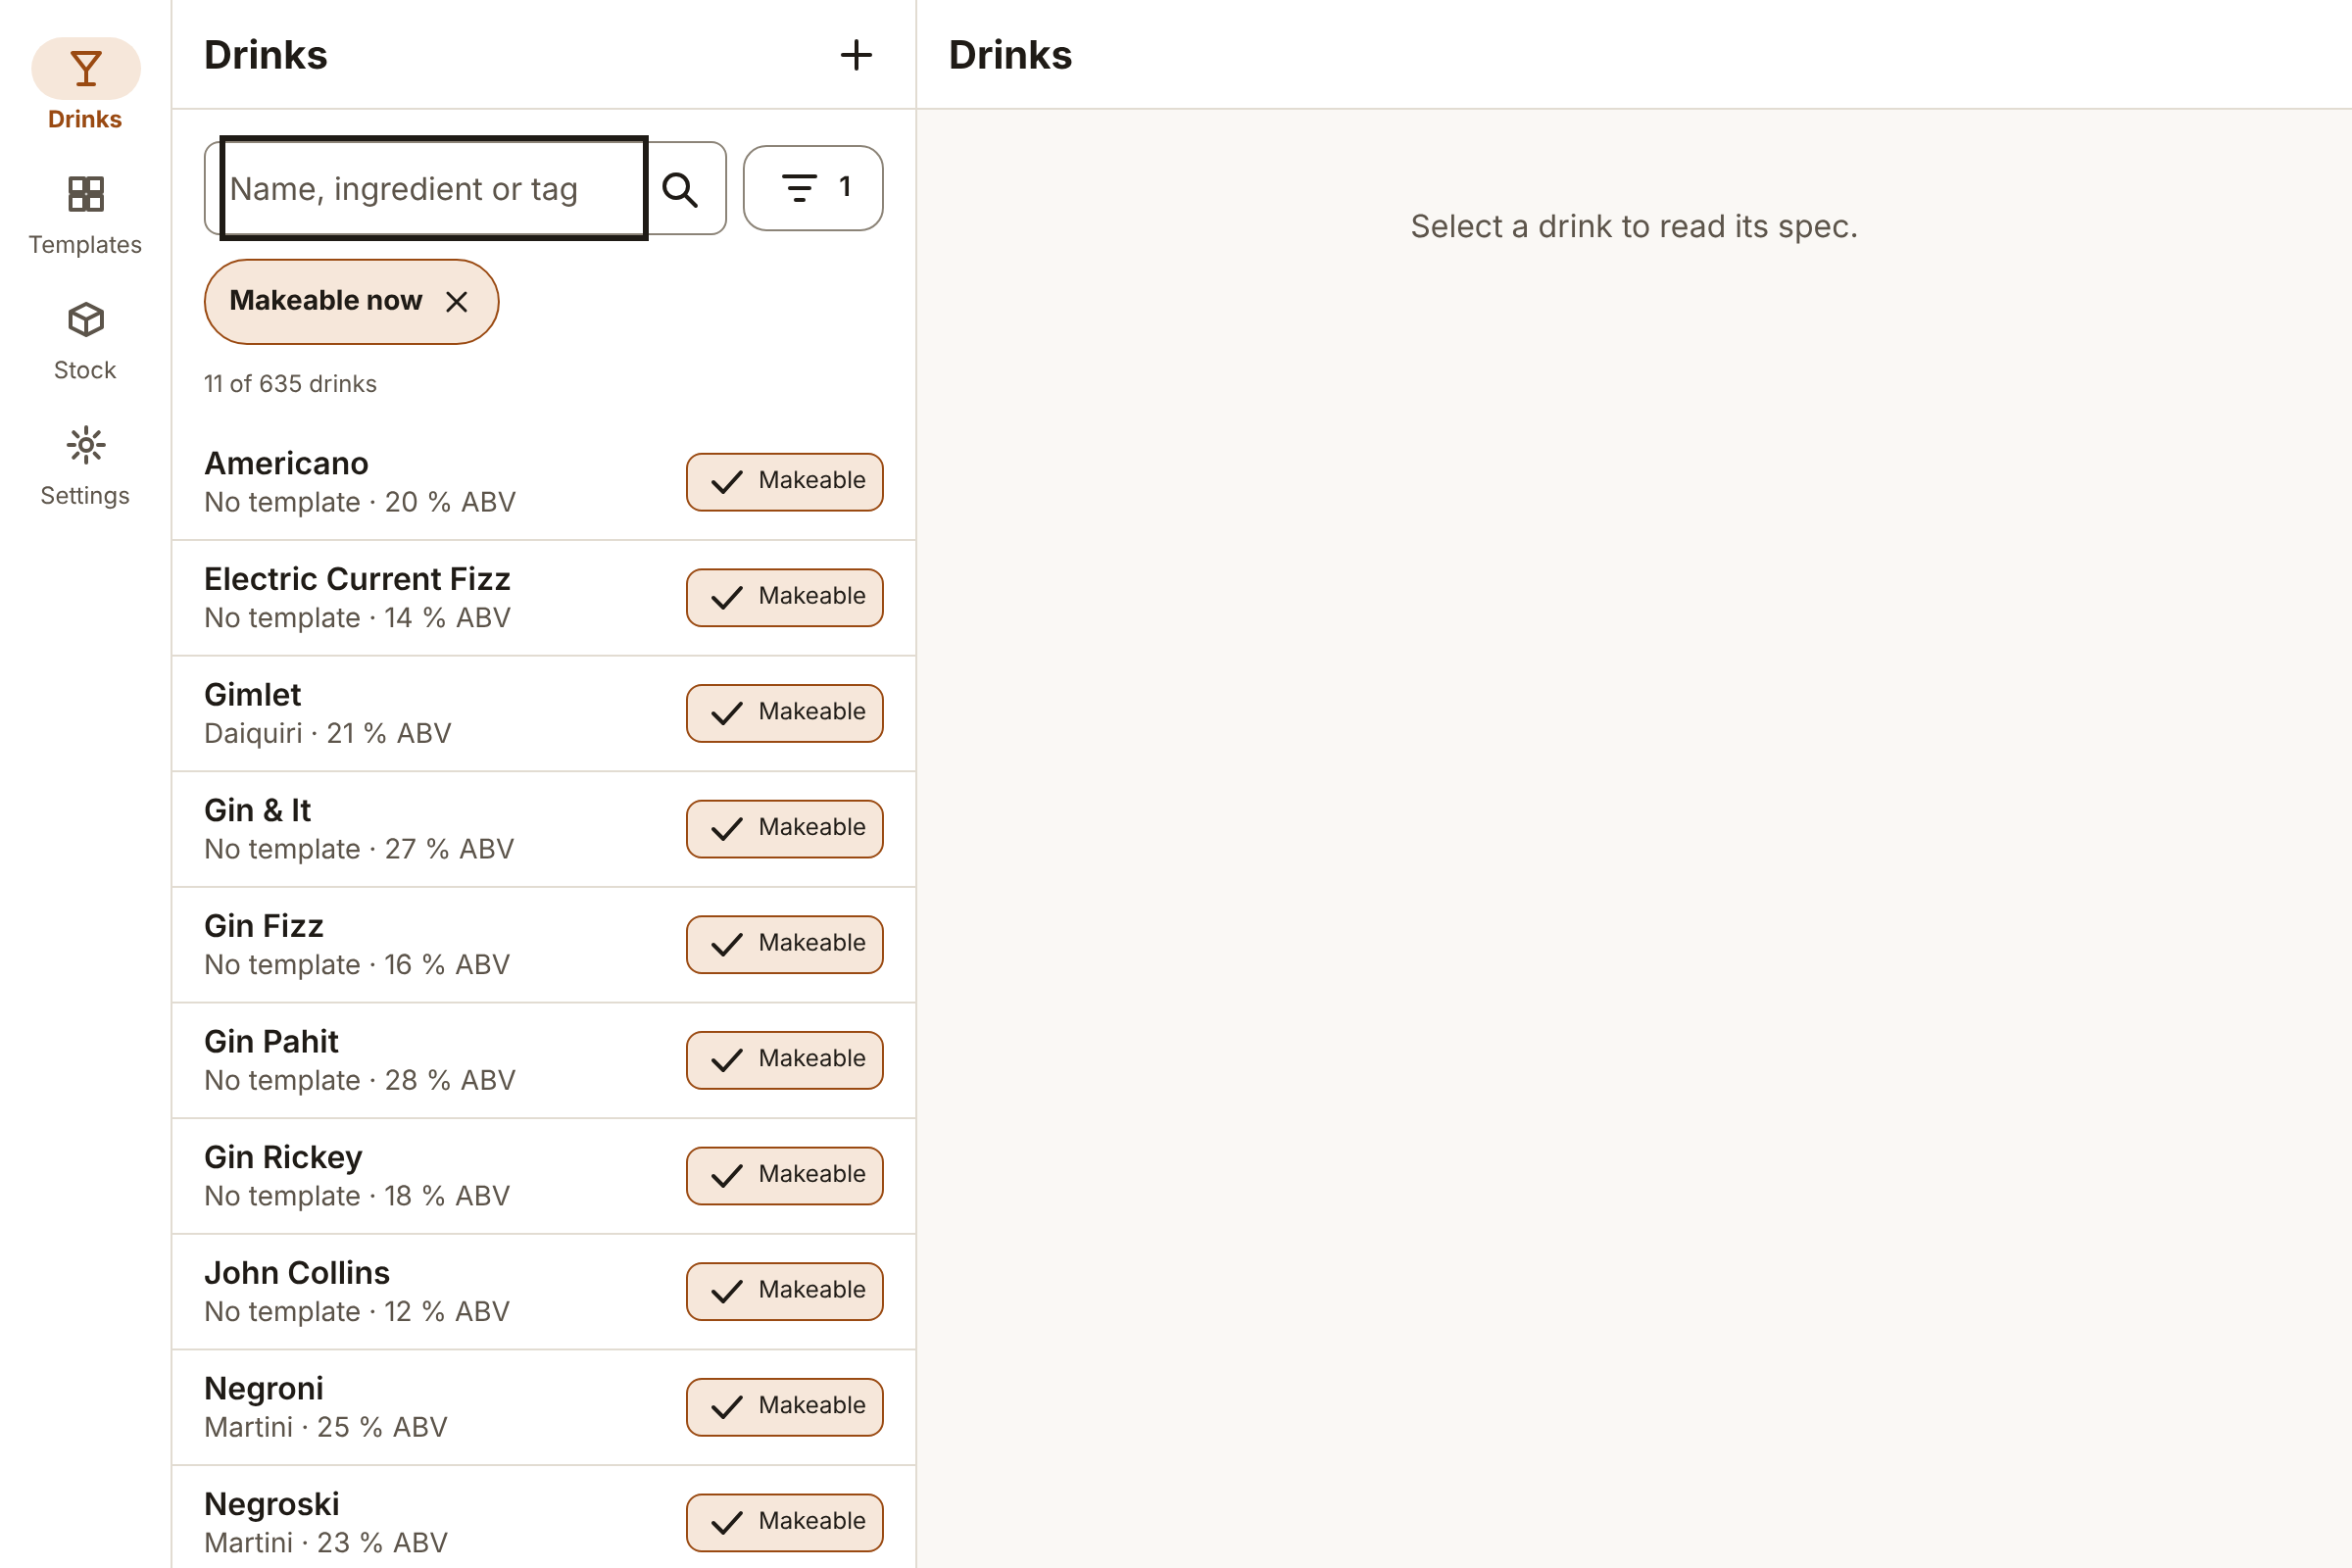 Drinks
Templates
Stock
Settings
Drinks
Name, ingredient or tag
1
Makeable now
11 of 635 drinks
Americano
No template · 20 % ABV
Makeable
Electric Current Fizz
No template · 14 % ABV
Makeable
Gimlet
Daiquiri · 21 % ABV
Makeable
Gin & It
No template · 27 % ABV
Makeable
Gin Fizz
No template · 16 % ABV
Makeable
Gin Pahit
No template · 28 % ABV
Makeable
Gin Rickey
No template · 18 % ABV
Makeable
John Collins
No template · 12 % ABV
Makeable
Negroni
Martini · 25 % ABV
Makeable
Negroski
Martini · 23 % ABV
Makeable
Drinks
Select a drink to read its spec.